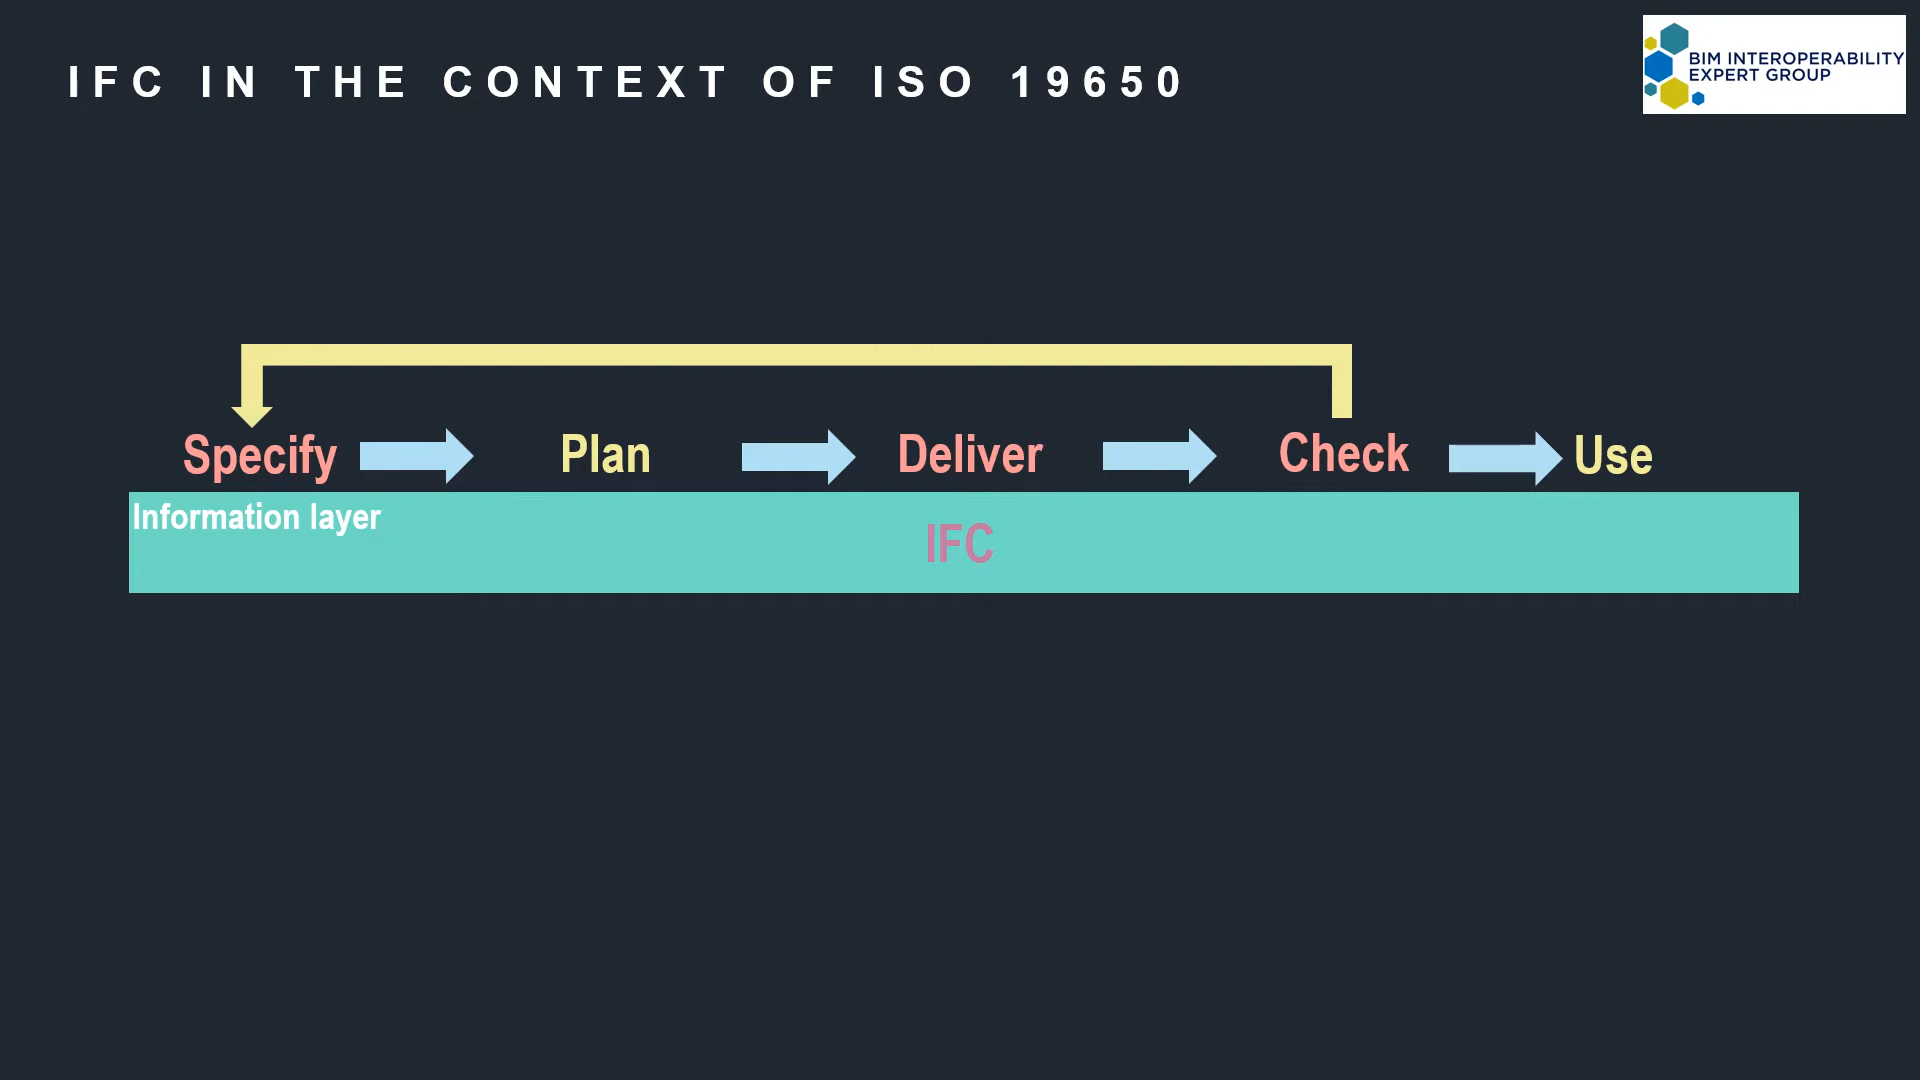 IFC IN THE CONTEXT OF ISO 19650
BIM INTEROPERABILITY
EXPERT GROUP
Specify Plan Deliver Check Use
Information layer
IFC